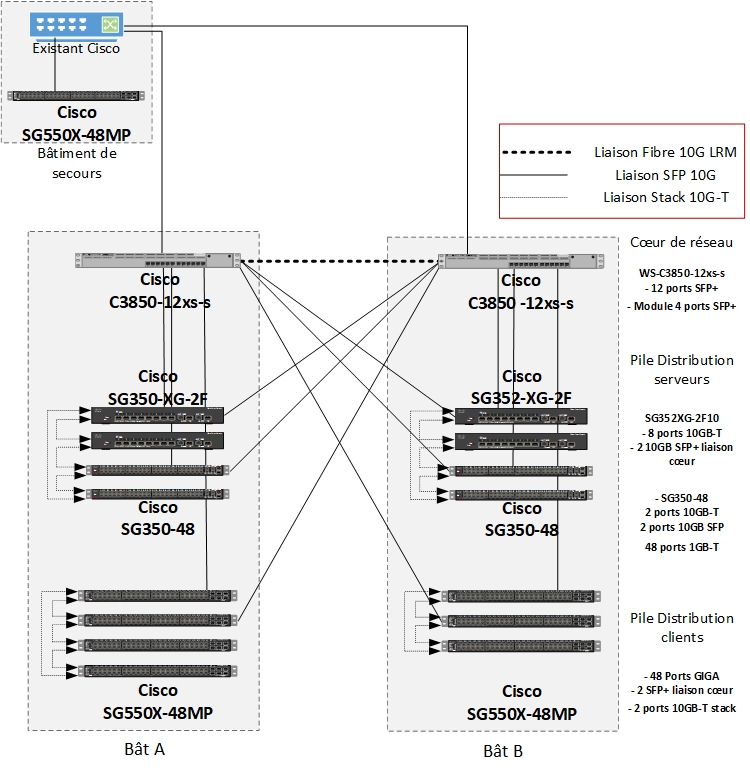 Existant Cisco
Cisco
SG550X-48MP
Bâtiment de
secours
Liaison Fibre 10G LRM
Liaison SFP 10G
Liaison Stack 10G-T
Cisco
C3850-12xs-s
Cisco
C3850 -12xs-s
Cœur de réseau
WS-C3850-12xs-s
- 12 ports SFP+
- Module 4 ports SFP+
Cisco
SG350-XG-2F
Cisco
SG352-XG-2F
Pile Distribution
serveurs
SG352XG-2F10
- 8 ports 10GB-T
- 2 10GB SFP+ liaison
cœur
Cisco
SG350-48
Cisco
SG350-48
- SG350-48
2 ports 10GB-T
2 ports 10GB SFP
48 ports 1GB-T
Pile Distribution
clients
Cisco
SG550X-48MP
Cisco
SG550X-48MP
- 48 Ports GIGA
- 2 SFP+ liaison cœur
- 2 ports 10GB-T stack
Bât A
Bât B